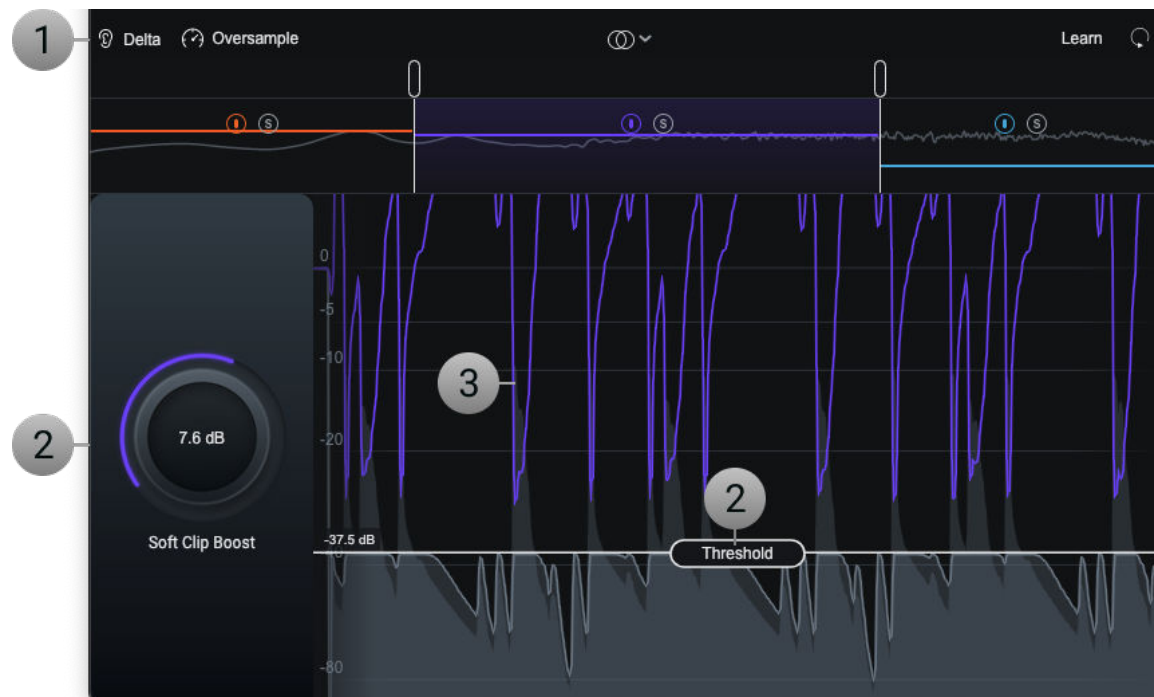 1
Delta
Oversample
Learn
S
S
S
0
-5
-10
3
-20
2
7.6 dB
2
Soft Clip Boost
-37.5 dB
Threshold
-80